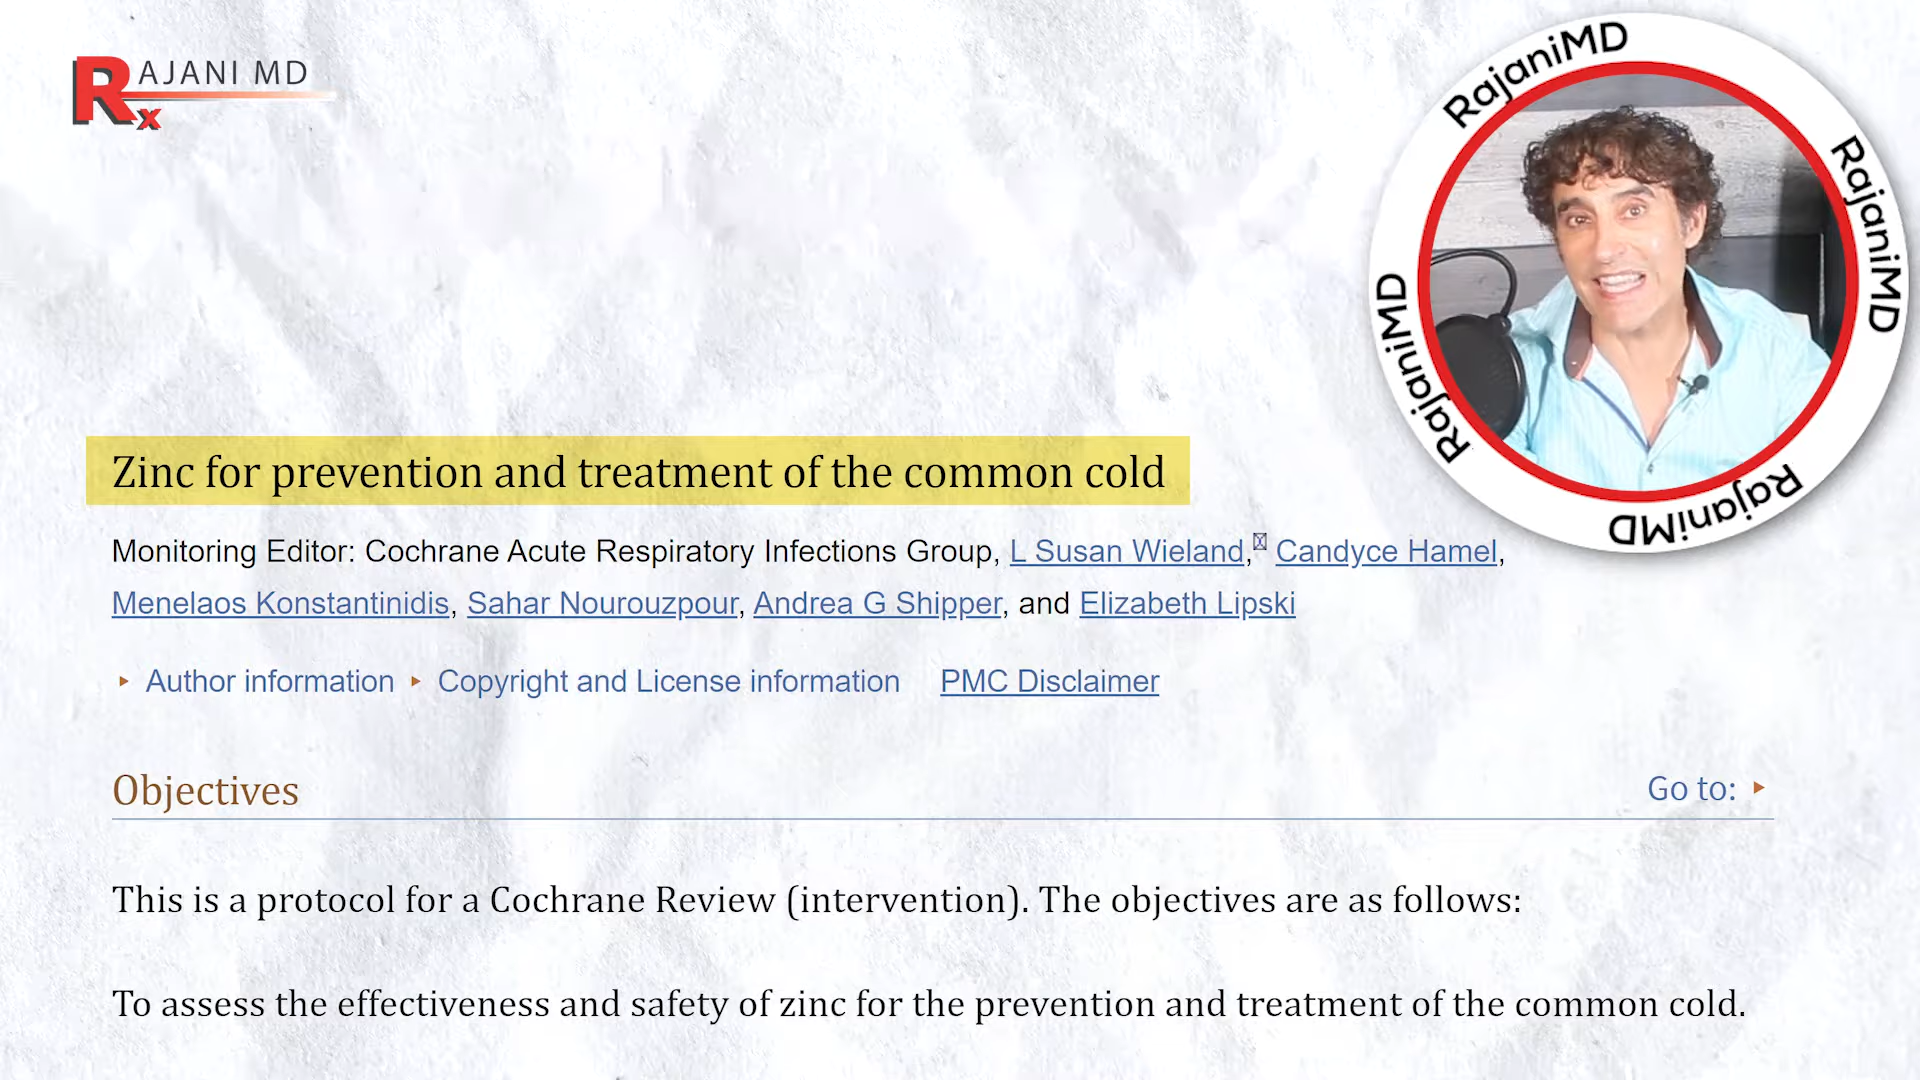 RAJANI MD
Rx
RajaniMD
RajaniMD
RajaniMD
RajaniMD
Zinc for prevention and treatment of the common cold
Monitoring Editor: Cochrane Acute Respiratory Infections Group, L Susan Wieland, Candyce Hamel,
Menelaos Konstantinidis, Sahar Nourouzpour, Andrea G Shipper, and Elizabeth Lipski
Author information Copyright and License information PMC Disclaimer
Objectives
Go to:
This is a protocol for a Cochrane Review (intervention). The objectives are as follows:
To assess the effectiveness and safety of zinc for the prevention and treatment of the common cold.